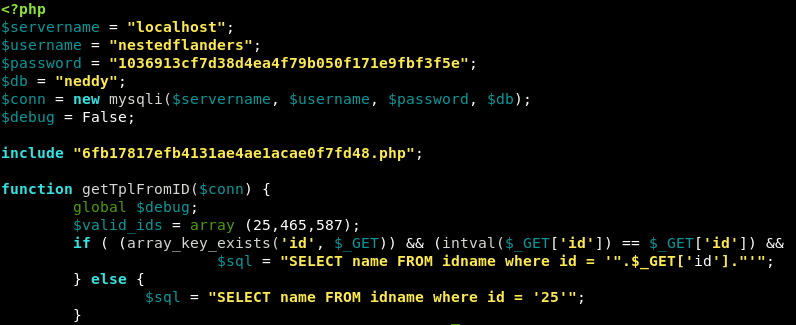 <?php
$servername = "localhost";
$username = "nestedflanders";
$password = "1036913cf7d38d4ea4f79b050f171e9fbf3f5e";
$db = "neddy";
$conn = new mysqli($servername, $username, $password, $db);
$debug = False;
include "6fb17817efb4131ae4ae1acae0f7fd48.php";
function getTplFromID($conn) {
global $debug;
$valid_ids = array (25,465,587);
if ( (array_key_exists('id', $_GET)) && (intval($_GET['id']) == $_GET['id']) &&
$sql = "SELECT name FROM idname where id = '".$_GET['id']."'";
} else {
$sql = "SELECT name FROM idname where id = '25'";
}